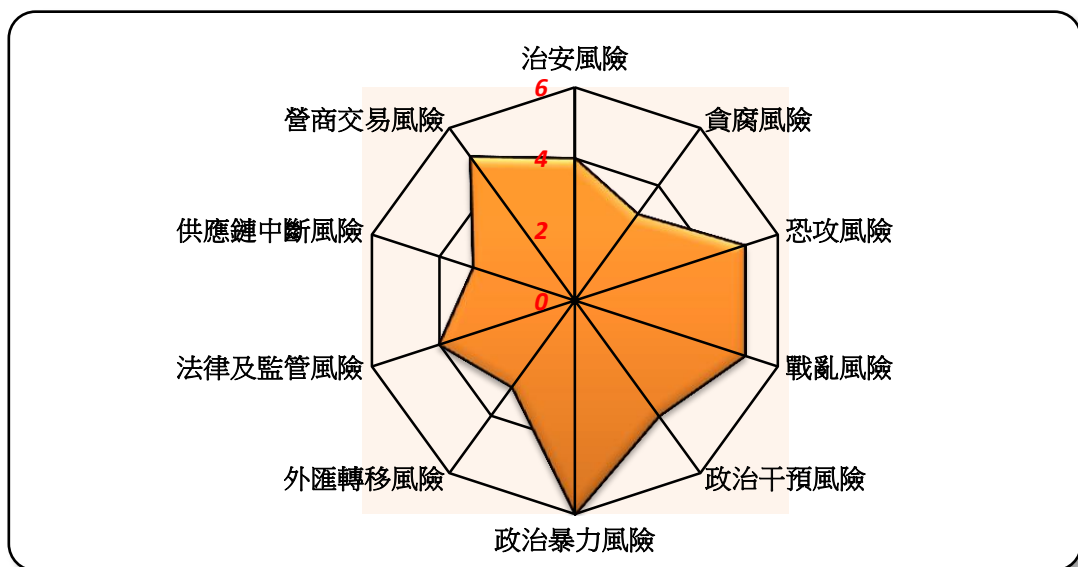 治安風險
6
營商交易風險
貪腐風險
4
供應鏈中斷風險
2
恐攻風險
0
法律及監管風險
戰亂風險
外匯轉移風險
政治干預風險
政治暴力風險